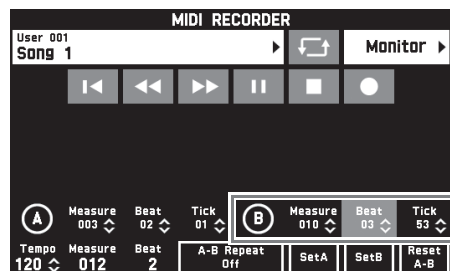 MIDI RECORDER
User 001
Song 1
Monitor
A Measure 003 Beat 02 Tick 01 B Measure 010 Beat 03 Tick 53
Tempo 120 Measure 012 Beat 2 A-B Repeat Off SetA SetB Reset A-B